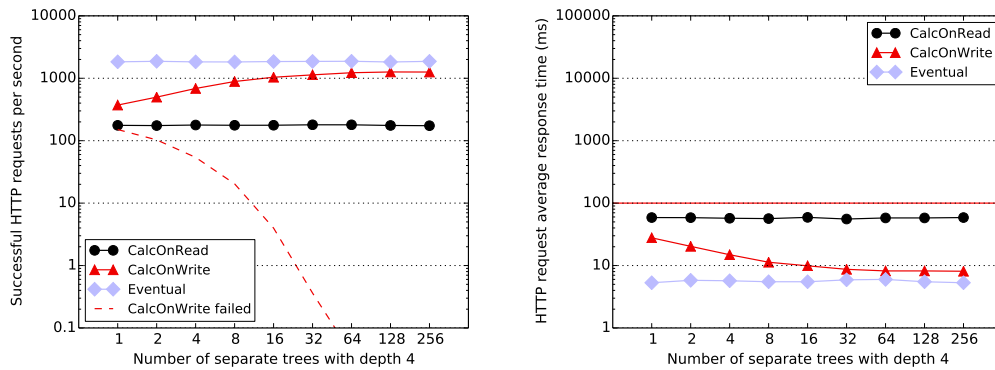 Successful HTTP requests per second
10000
1000
100
10
1
0.1
CalcOnRead
CalcOnWrite
Eventual
CalcOnWrite failed
1 2 4 8 16 32 64 128 256
Number of separate trees with depth 4
HTTP request average response time (ms)
100000
10000
1000
100
10
1
CalcOnRead
CalcOnWrite
Eventual
1 2 4 8 16 32 64 128 256
Number of separate trees with depth 4